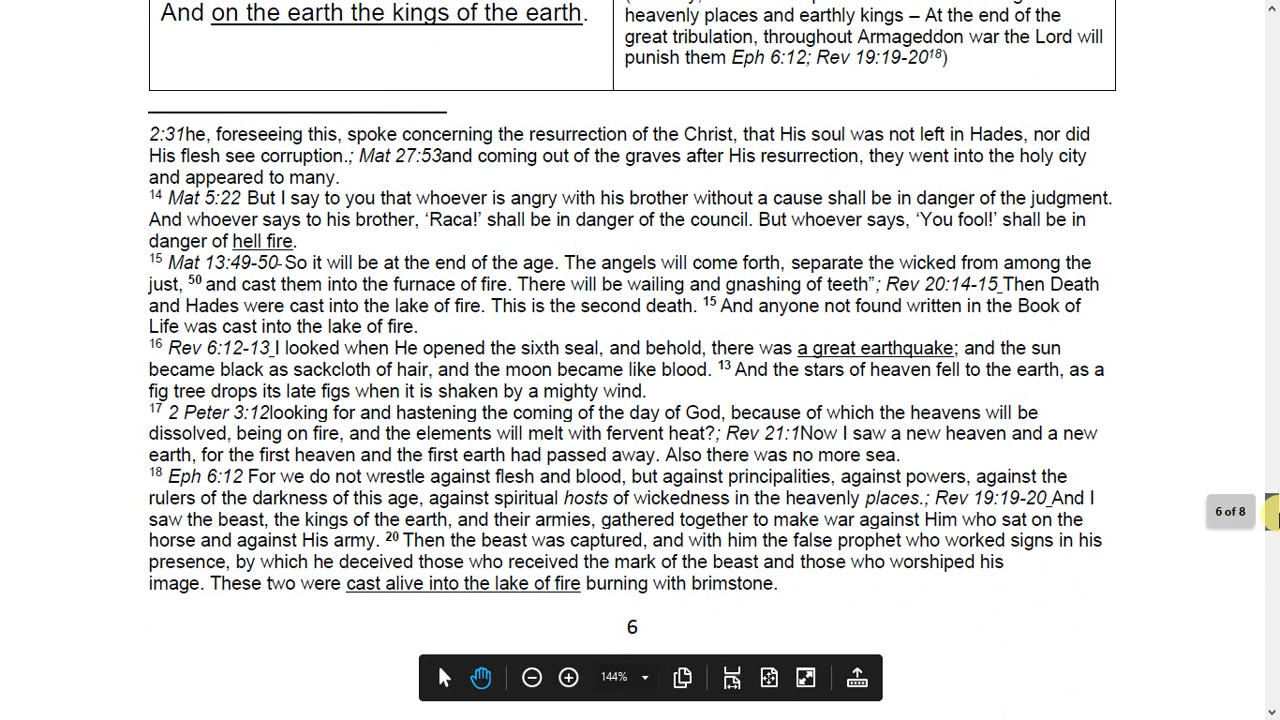 And on the earth the kings of the earth.
heavenly places and earthly kings – At the end of the
great tribulation, throughout Armageddon war the Lord will
punish them Eph 6:12; Rev 19:19-20¹⁸)
2:31he, foreseeing this, spoke concerning the resurrection of the Christ, that His soul was not left in Hades, nor did
His flesh see corruption.; Mat 27:53and coming out of the graves after His resurrection, they went into the holy city
and appeared to many.
¹⁴ Mat 5:22 But I say to you that whoever is angry with his brother without a cause shall be in danger of the judgment.
And whoever says to his brother, ‘Raca!’ shall be in danger of the council. But whoever says, ‘You fool!’ shall be in
danger of hell fire.
¹⁵ Mat 13:49-50 So it will be at the end of the age. The angels will come forth, separate the wicked from among the
just, ⁵⁰ and cast them into the furnace of fire. There will be wailing and gnashing of teeth”; Rev 20:14-15 Then Death
and Hades were cast into the lake of fire. This is the second death. ¹⁵ And anyone not found written in the Book of
Life was cast into the lake of fire.
¹⁶ Rev 6:12-13 I looked when He opened the sixth seal, and behold, there was a great earthquake; and the sun
became black as sackcloth of hair, and the moon became like blood. ¹³ And the stars of heaven fell to the earth, as a
fig tree drops its late figs when it is shaken by a mighty wind.
¹⁷ 2 Peter 3:12looking for and hastening the coming of the day of God, because of which the heavens will be
dissolved, being on fire, and the elements will melt with fervent heat?; Rev 21:1Now I saw a new heaven and a new
earth, for the first heaven and the first earth had passed away. Also there was no more sea.
¹⁸ Eph 6:12 For we do not wrestle against flesh and blood, but against principalities, against powers, against the
rulers of the darkness of this age, against spiritual hosts of wickedness in the heavenly places.; Rev 19:19-20 And I
saw the beast, the kings of the earth, and their armies, gathered together to make war against Him who sat on the
horse and against His army. ²⁰ Then the beast was captured, and with him the false prophet who worked signs in his
presence, by which he deceived those who received the mark of the beast and those who worshiped his
image. These two were cast alive into the lake of fire burning with brimstone.
6 of 8
6
144%